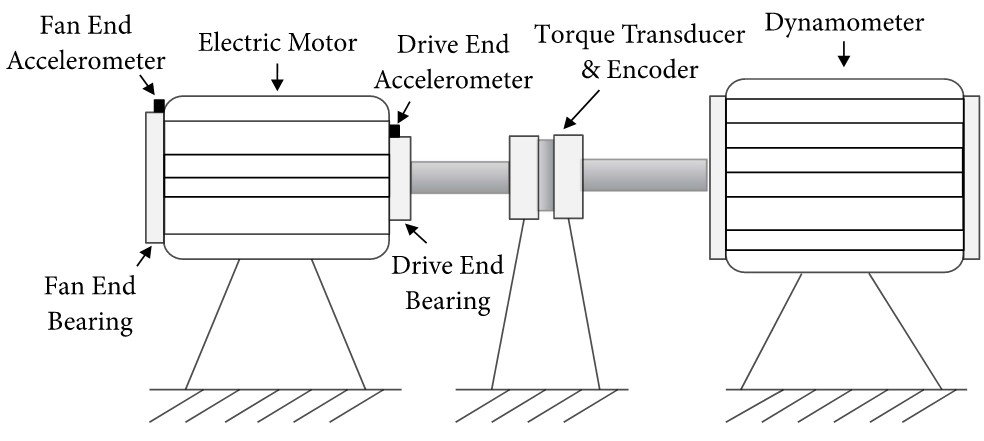 Fan End
Accelerometer
Electric Motor
Drive End
Accelerometer
Torque Transducer
& Encoder
Dynamometer
Fan End
Bearing
Drive End
Bearing